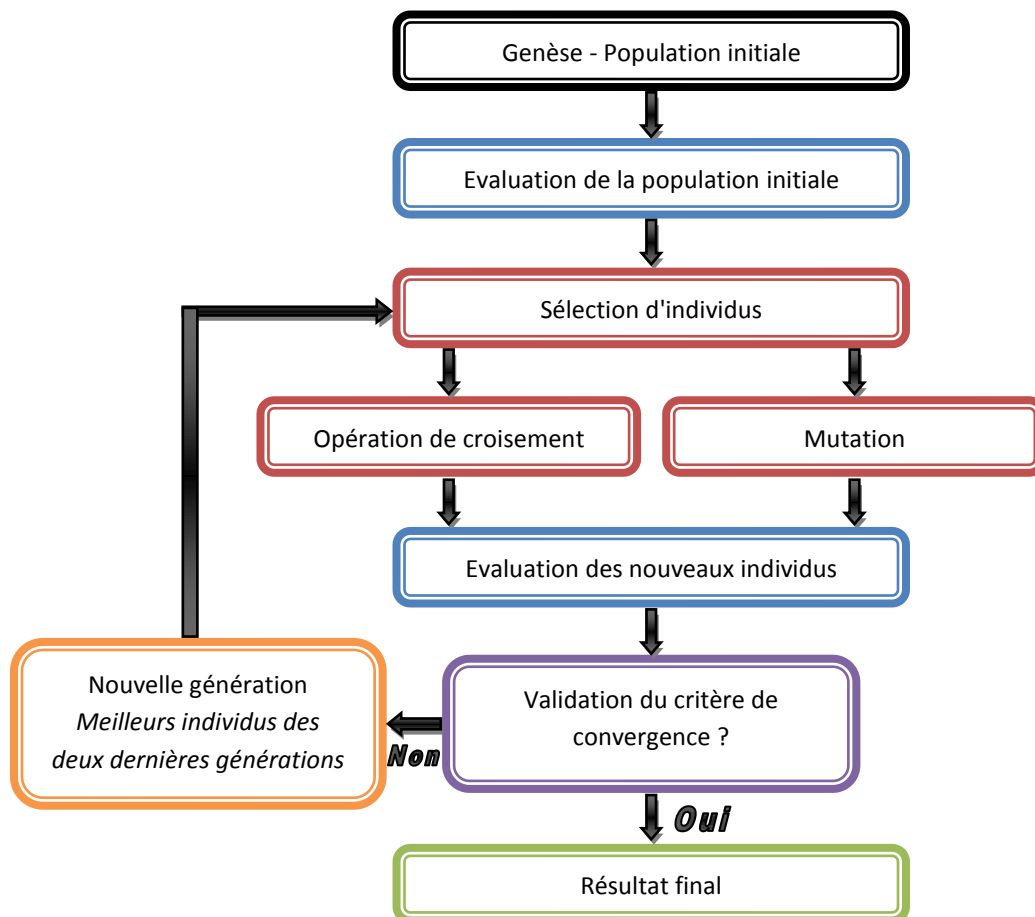 Genèse - Population initiale
Evaluation de la population initiale
Sélection d'individus
Opération de croisement
Mutation
Evaluation des nouveaux individus
Nouvelle génération
Meilleurs individus des
deux dernières générations
Non
Validation du critère de
convergence ?
Oui
Résultat final